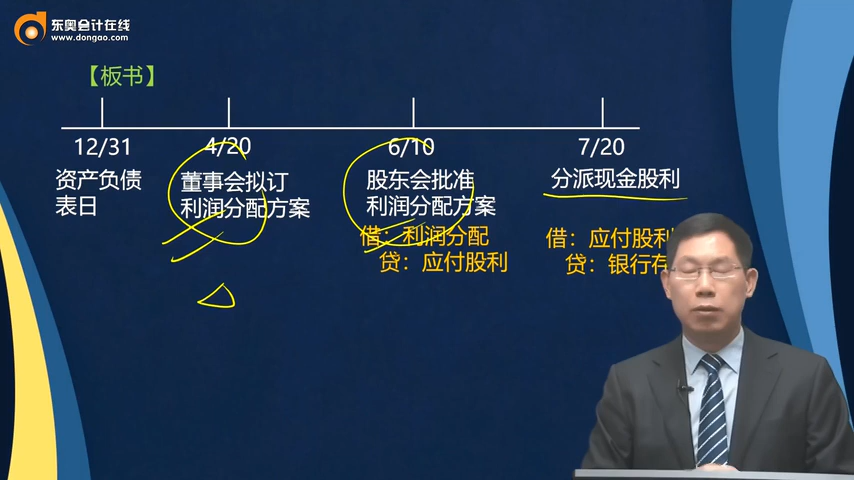 东奥会计在线
www.dongao.com
【板书】
12/31
4/20
6/10
7/20
资产负债
表日
董事会拟订
利润分配方案
股东会批准
利润分配方案
分派现金股利
借：利润分配
贷：应付股利
借：应付股利
贷：银行存